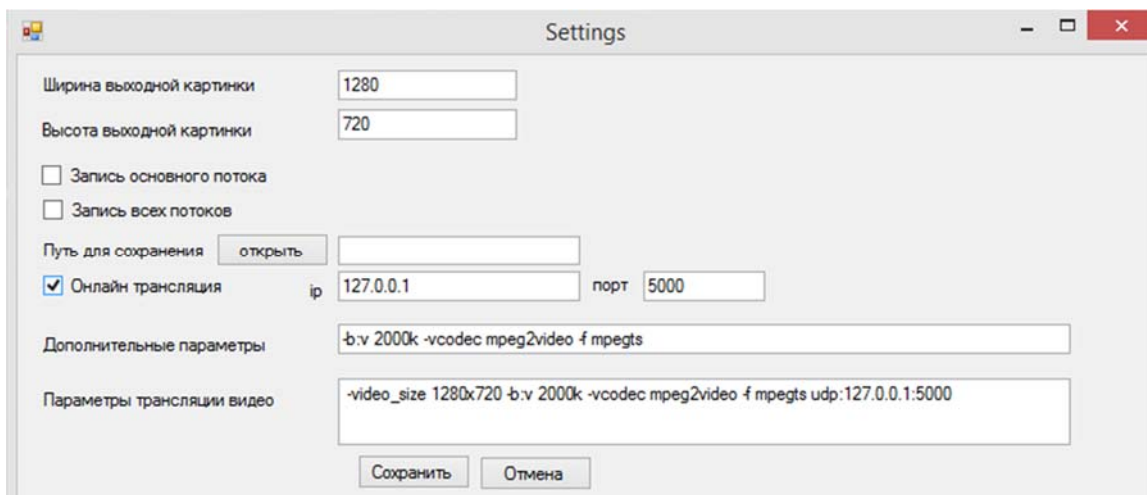 Settings
Ширина выходной картинки 1280
Высота выходной картинки 720
Запись основного потока
Запись всех потоков
Путь для сохранения открыть
Онлайн трансляция ip 127.0.0.1 порт 5000
Дополнительные параметры -b:v 2000k -vcodec mpeg2video -f mpegts
Параметры трансляции видео -video_size 1280x720 -b:v 2000k -vcodec mpeg2video -f mpegts udp:127.0.0.1:5000
Сохранить Отмена